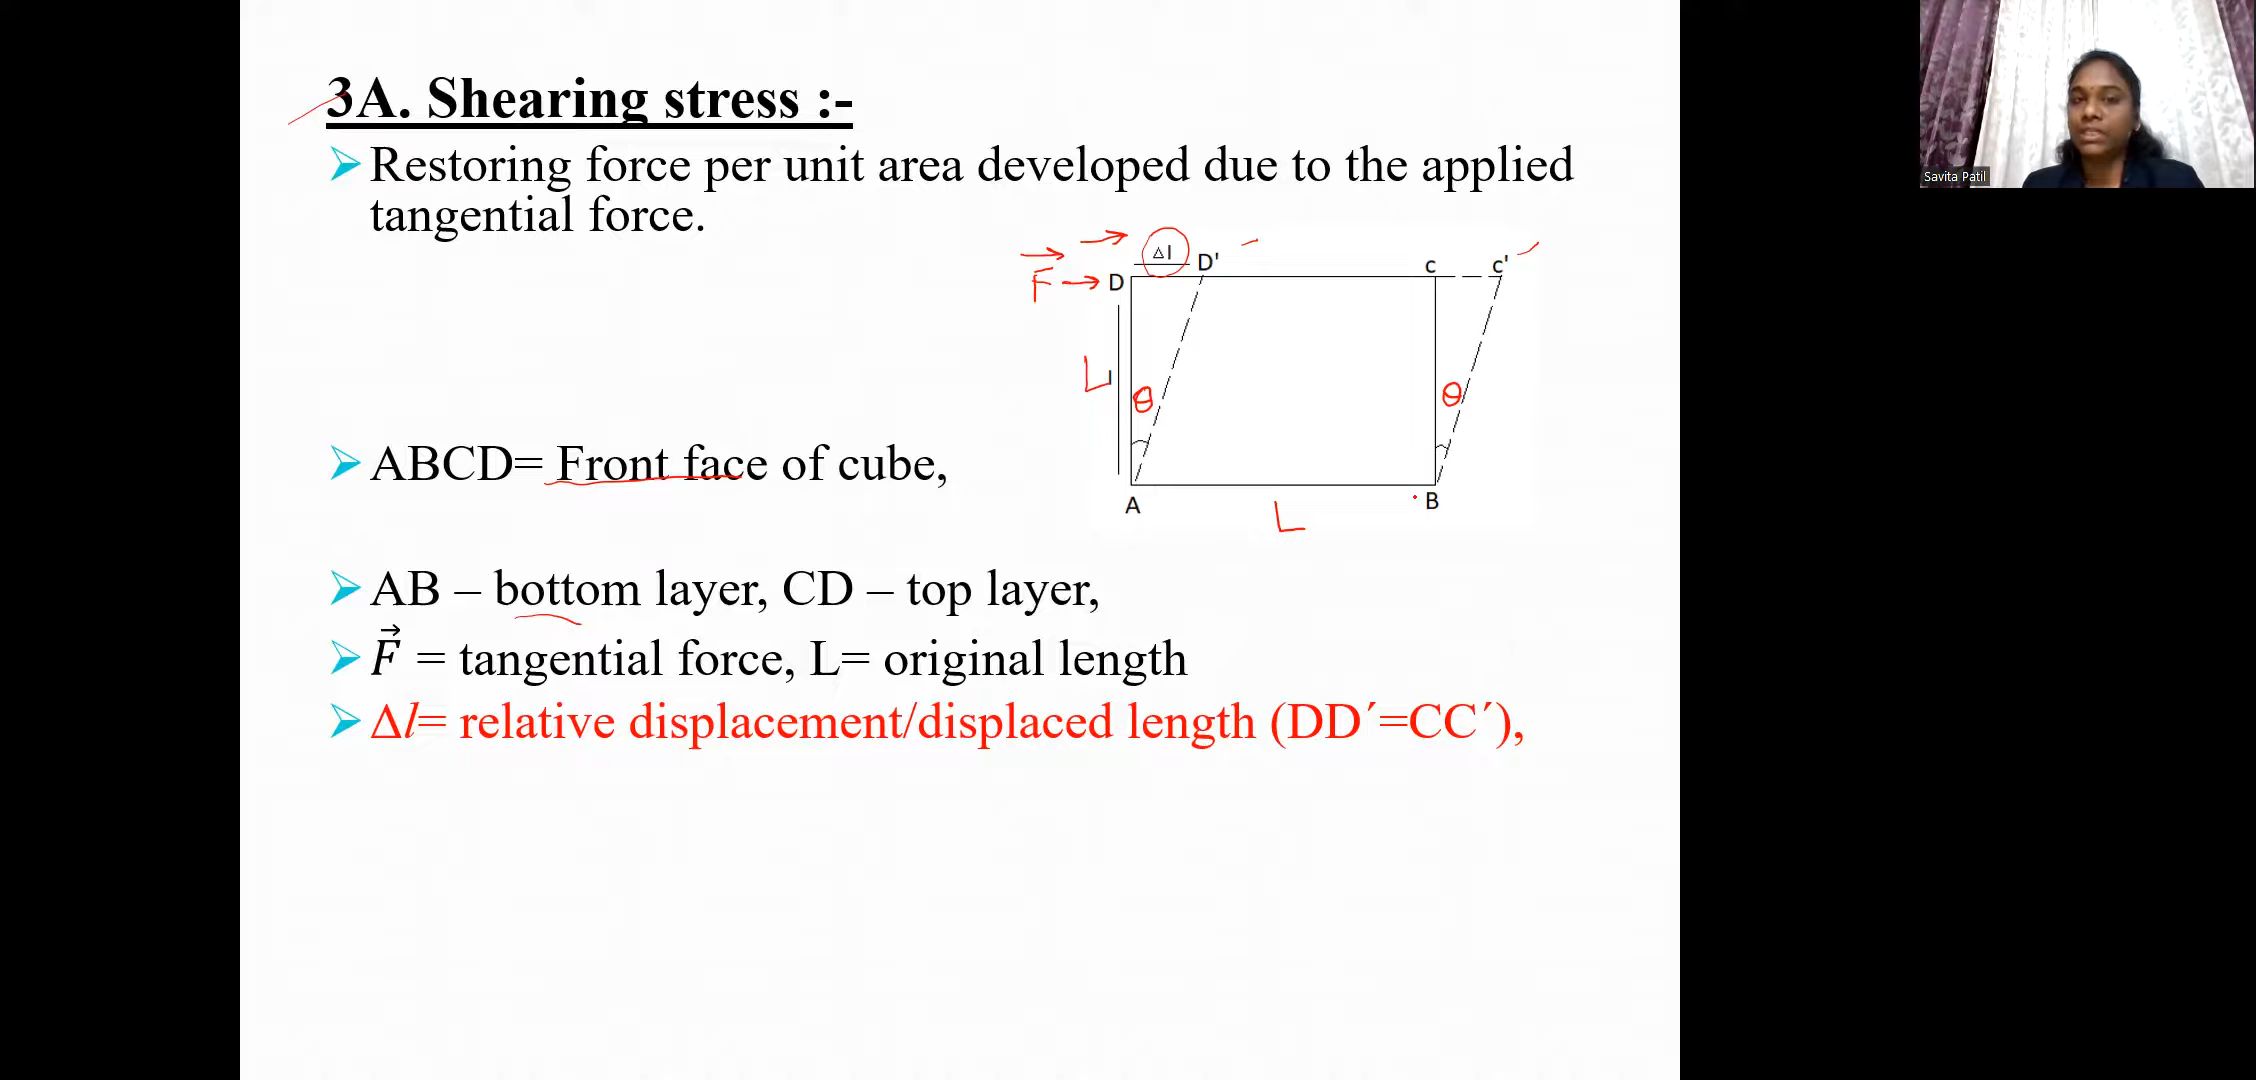 3A. Shearing stress :-
Restoring force per unit area developed due to the applied
tangential force.
Δl
D'
c
c'
F
D
L
l
θ
θ
A
B
L
ABCD= Front face of cube,
AB – bottom layer, CD – top layer,
F⃗ = tangential force, L= original length
Δl= relative displacement/displaced length (DD´=CC´),
Savita Patil